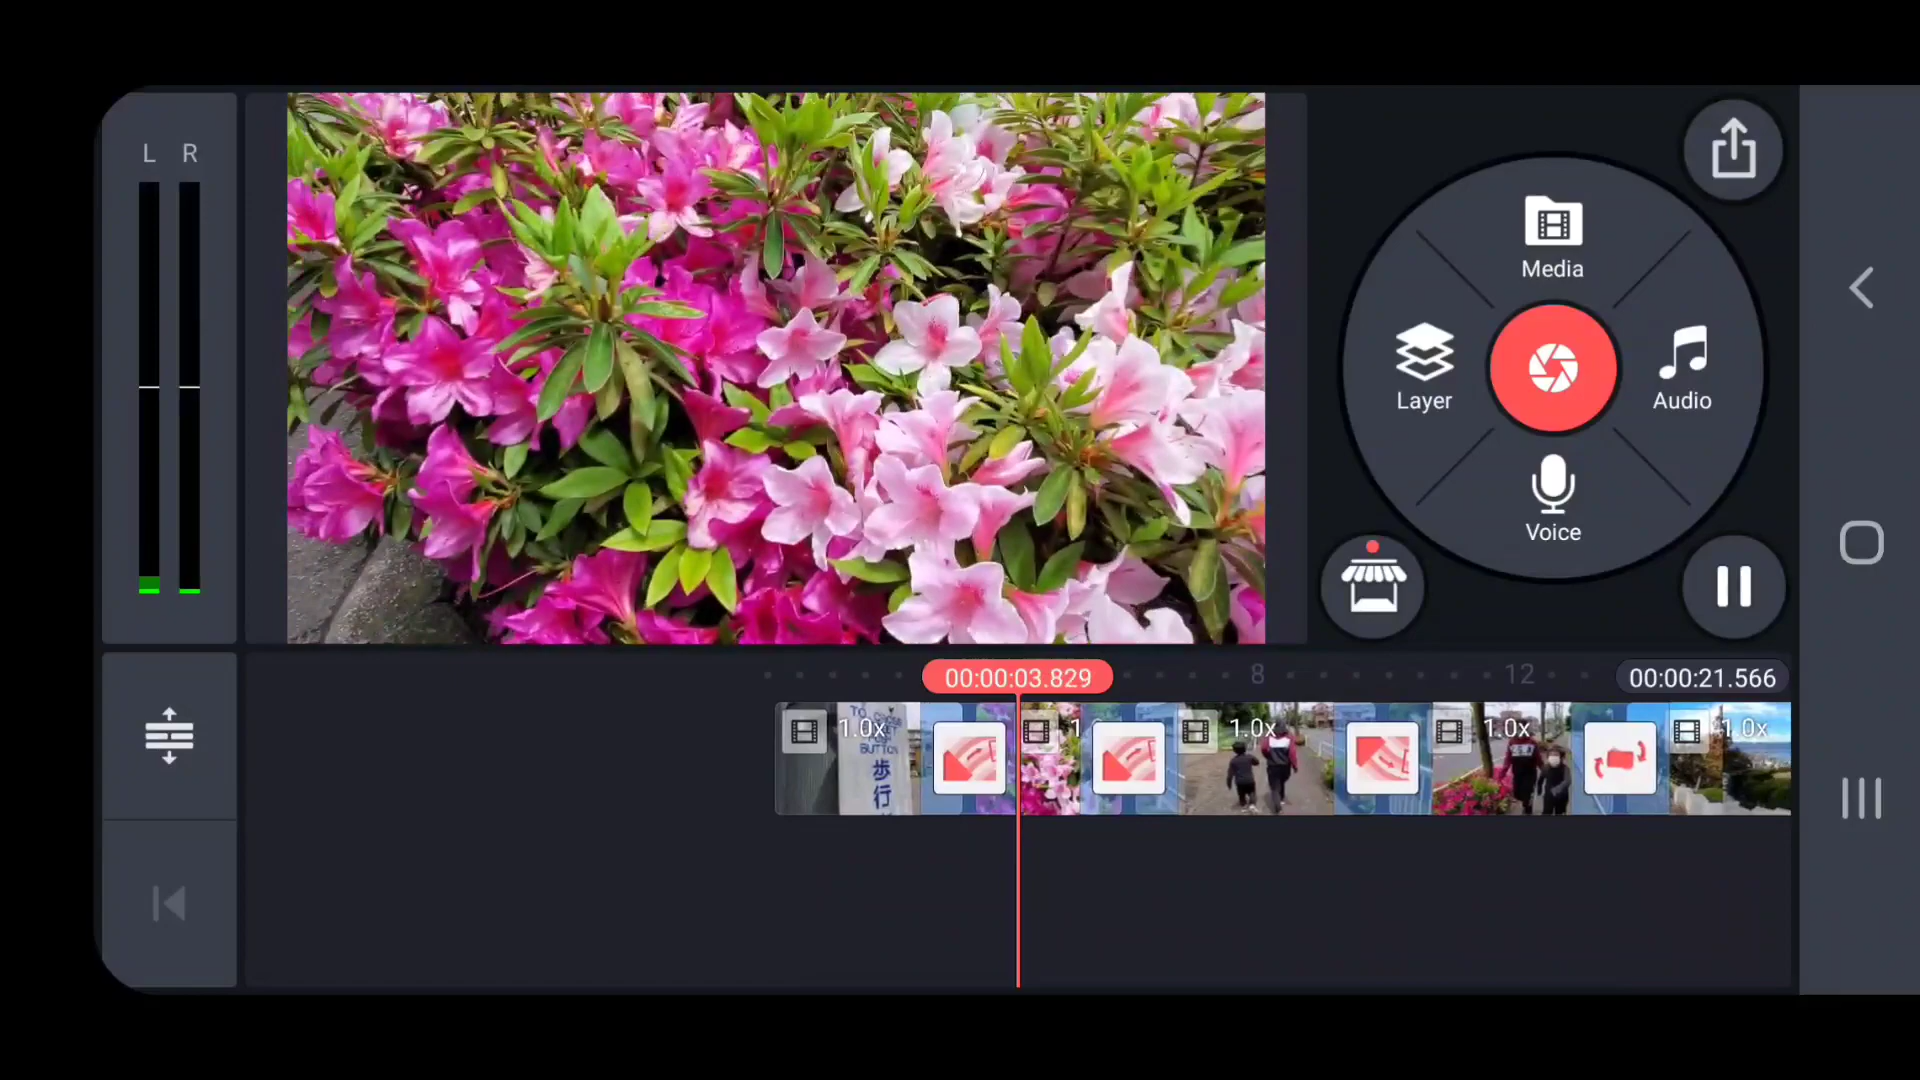 L R
Media
Layer
Audio
Voice
00:00:03.829
8
12
00:00:21.566
1.0x
1.0x
1.0x
1.0x
BUTTON
歩
行